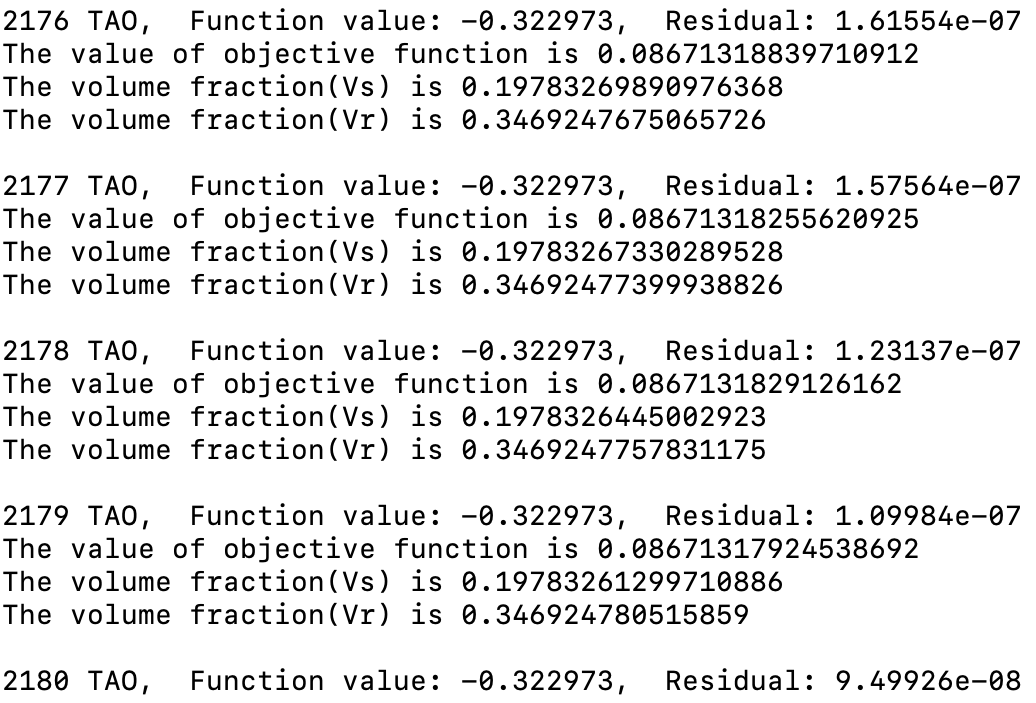 2176 TAO,  Function value: -0.322973,  Residual: 1.61554e-07
The value of objective function is 0.08671318839710912
The volume fraction(Vs) is 0.19783269890976368
The volume fraction(Vr) is 0.3469247675065726
2177 TAO,  Function value: -0.322973,  Residual: 1.57564e-07
The value of objective function is 0.08671318255620925
The volume fraction(Vs) is 0.19783267330289528
The volume fraction(Vr) is 0.34692477399938826
2178 TAO,  Function value: -0.322973,  Residual: 1.23137e-07
The value of objective function is 0.0867131829126162
The volume fraction(Vs) is 0.1978326445002923
The volume fraction(Vr) is 0.3469247757831175
2179 TAO,  Function value: -0.322973,  Residual: 1.09984e-07
The value of objective function is 0.08671317924538692
The volume fraction(Vs) is 0.19783261299710886
The volume fraction(Vr) is 0.346924780515859
2180 TAO,  Function value: -0.322973,  Residual: 9.49926e-08